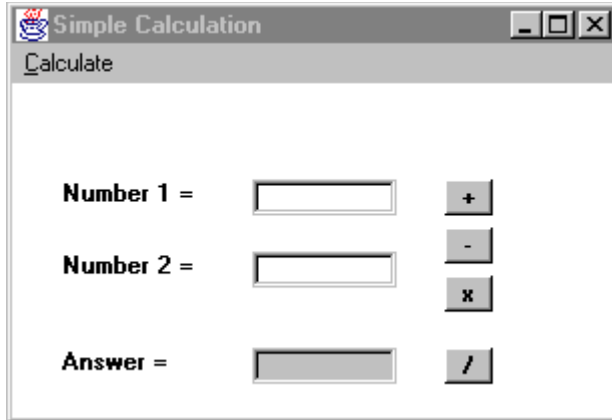 Simple Calculation
Calculate
Number 1 =
+
-
Number 2 =
x
Answer =
/